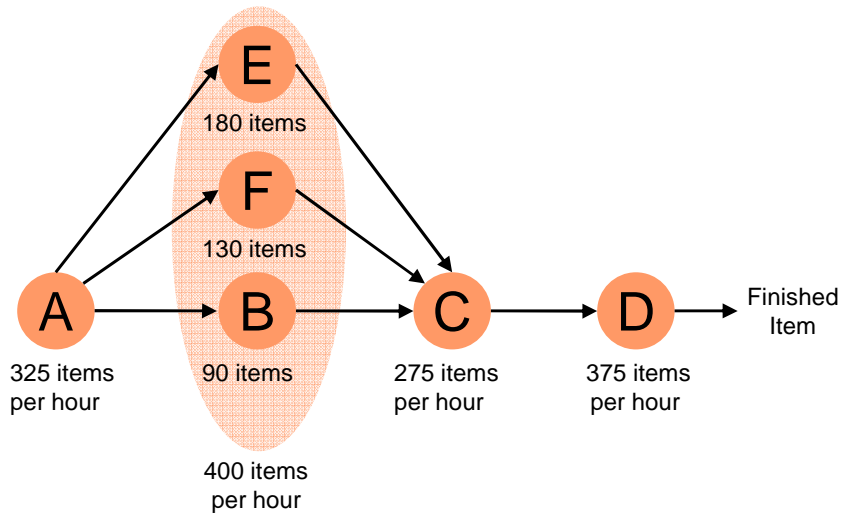 E
180 items
F
130 items
A
B
C
D
Finished
Item
325 items
per hour
90 items
275 items
per hour
375 items
per hour
400 items
per hour